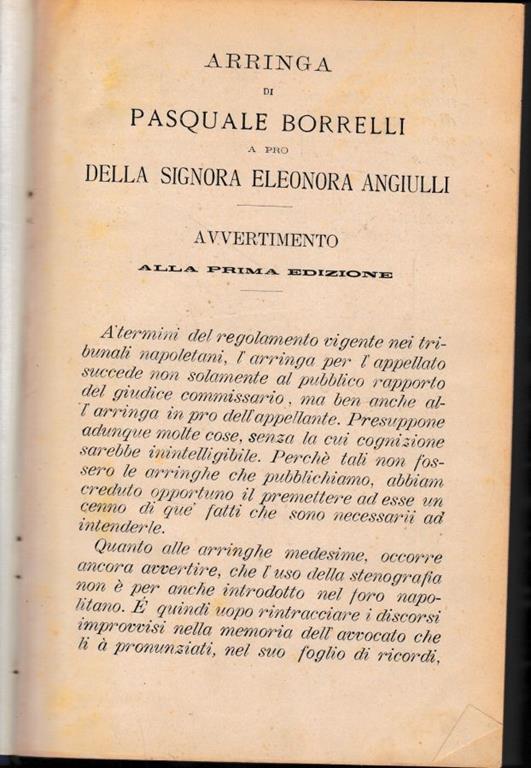 ARRINGA
DI
PASQUALE BORRELLI
A PRO
DELLA SIGNORA ELEONORA ANGIULLI
AVVERTIMENTO
ALLA PRIMA EDIZIONE
A' termini del regolamento vigente nei tri-
bunali napoletani, l'arringa per l'appellato
succede non solamente al pubblico rapporto
del giudice commissario, ma ben anche al-
l'arringa in pro dell'appellante. Presuppone
adunque molte cose, senza la cui cognizione
sarebbe inintelligibile. Perchè tali non fos-
sero le arringhe che pubblichiamo, abbiam
creduto opportuno il premettere ad esse un
cenno di que' fatti che sono necessarii ad
intenderle.
Quanto alle arringhe medesime, occorre
ancora avvertire, che l'uso della stenografia
non è per anche introdotto nel foro napo-
litano. É quindi uopo rintracciare i discorsi
improvvisi nella memoria dell'avvocato che
li à pronunziati, nel suo foglio di ricordi,